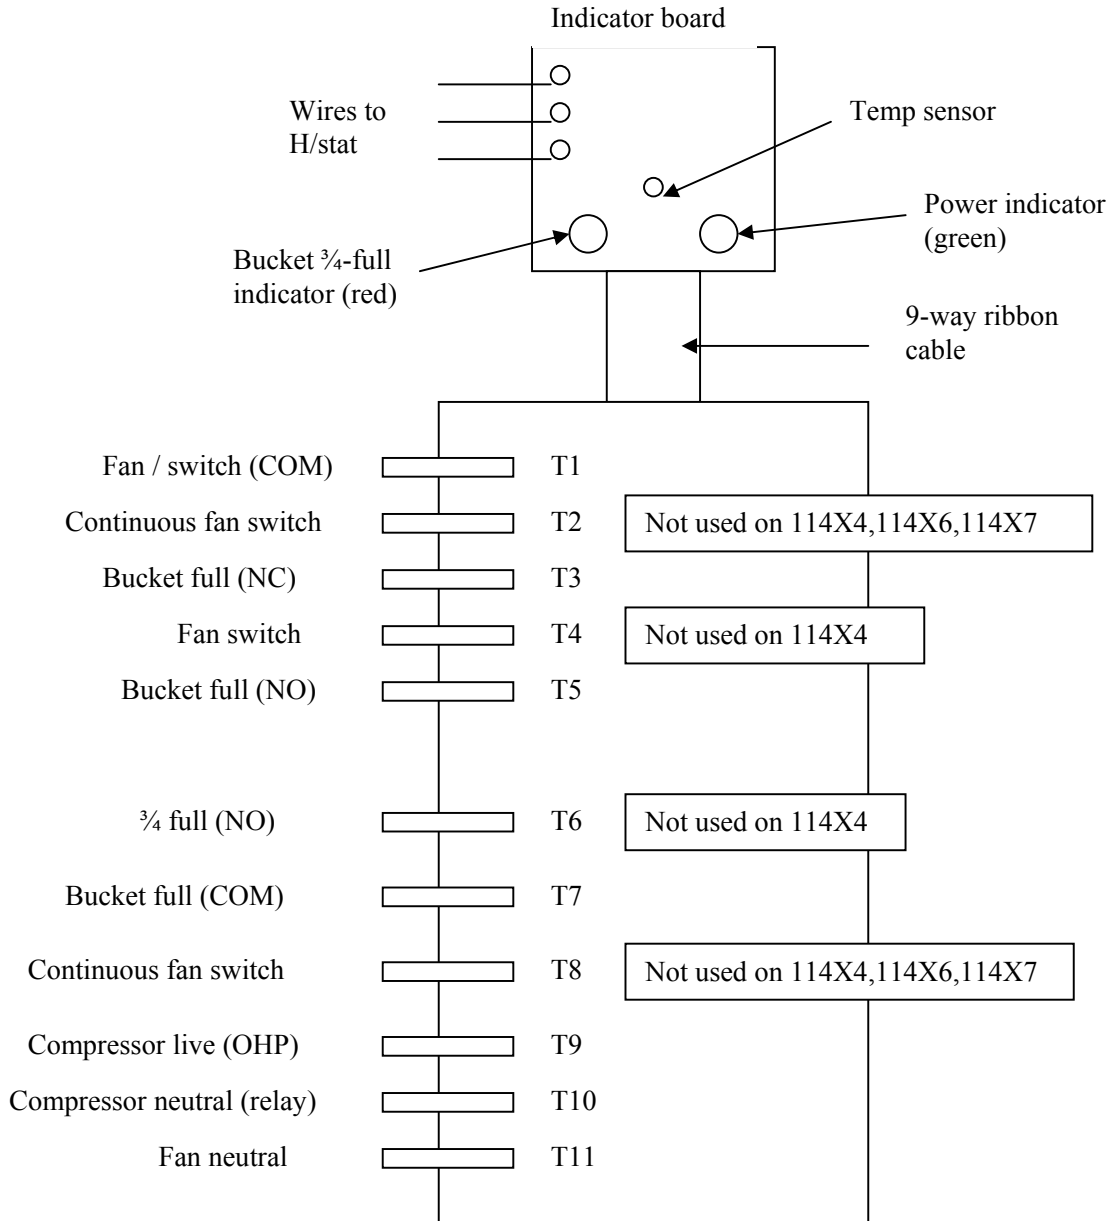 Indicator board
Wires to
H/stat
Temp sensor
Power indicator
(green)
Bucket ¾-full
indicator (red)
9-way ribbon
cable
Fan / switch (COM) T1
Continuous fan switch T2 Not used on 114X4,114X6,114X7
Bucket full (NC) T3
Fan switch T4 Not used on 114X4
Bucket full (NO) T5
¾ full (NO) T6 Not used on 114X4
Bucket full (COM) T7
Continuous fan switch T8 Not used on 114X4,114X6,114X7
Compressor live (OHP) T9
Compressor neutral (relay) T10
Fan neutral T11